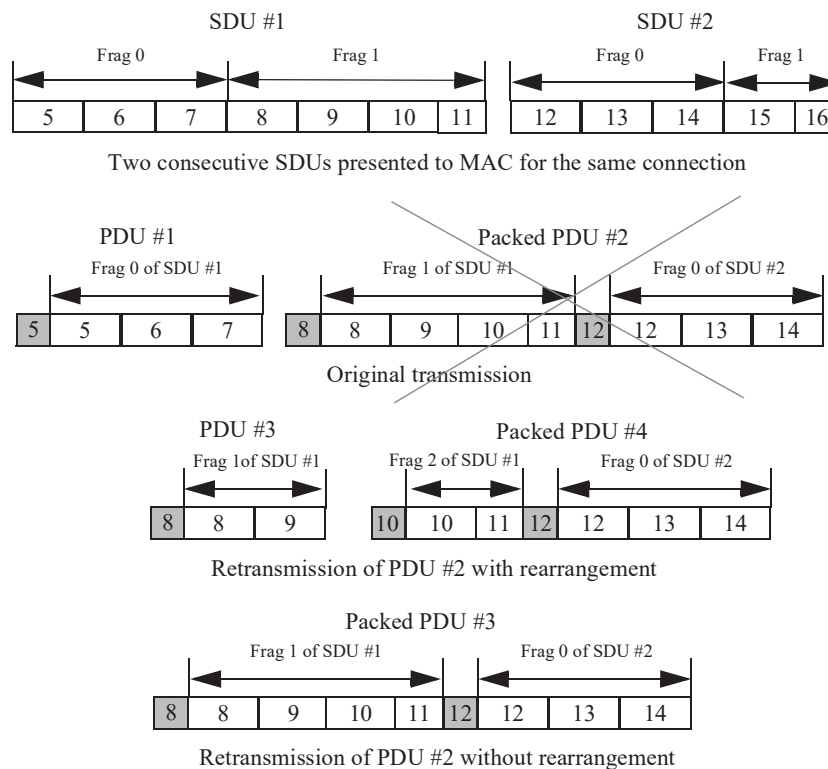 SDU #1 SDU #2
Frag 0 Frag 1 Frag 0 Frag 1
5 6 7 8 9 10 11 12 13 14 15 16
Two consecutive SDUs presented to MAC for the same connection
PDU #1 Packed PDU #2
Frag 0 of SDU #1 Frag 1 of SDU #1 Frag 0 of SDU #2
5 5 6 7 8 8 9 10 11 12 12 13 14
Original transmission
PDU #3 Packed PDU #4
Frag 1of SDU #1 Frag 2 of SDU #1 Frag 0 of SDU #2
8 8 9 10 10 11 12 12 13 14
Retransmission of PDU #2 with rearrangement
Packed PDU #3
Frag 1 of SDU #1 Frag 0 of SDU #2
8 8 9 10 11 12 12 13 14
Retransmission of PDU #2 without rearrangement